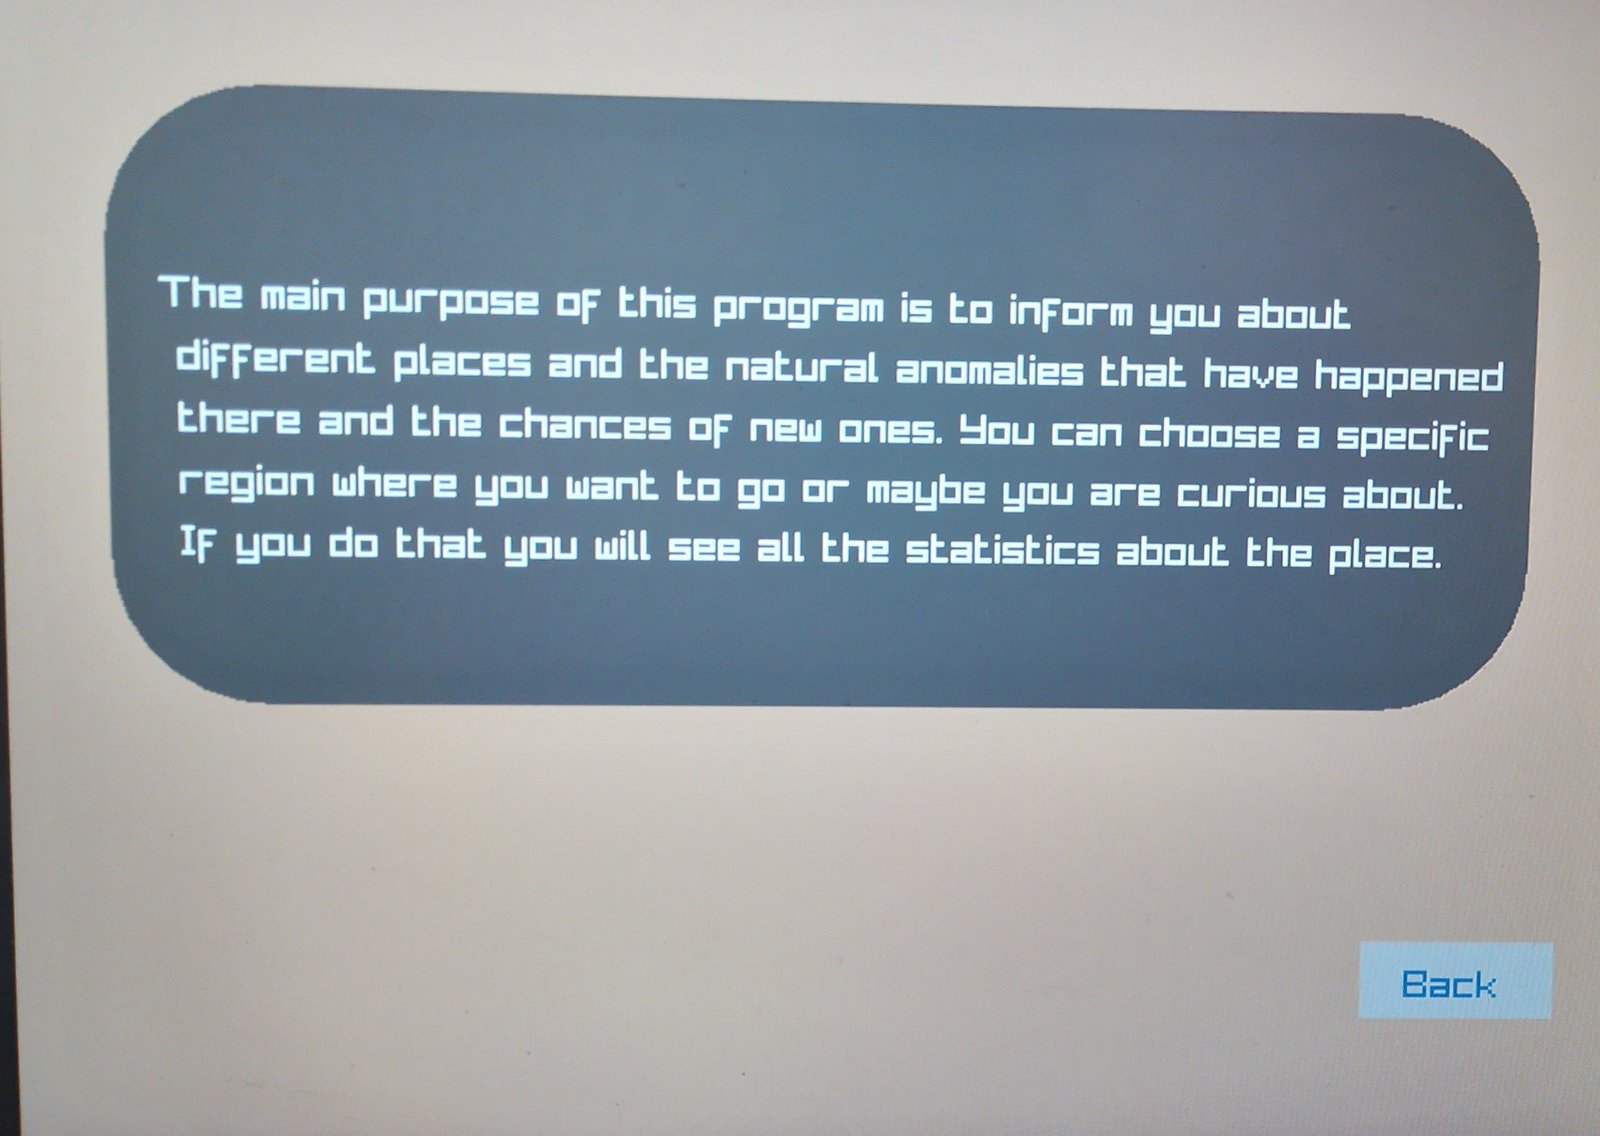 The main purpose of this program is to inform you about
different places and the natural anomalies that have happened
there and the chances of new ones. You can choose a specific
region where you want to go or maybe you are curious about.
If you do that you will see all the statistics about the place.
Back